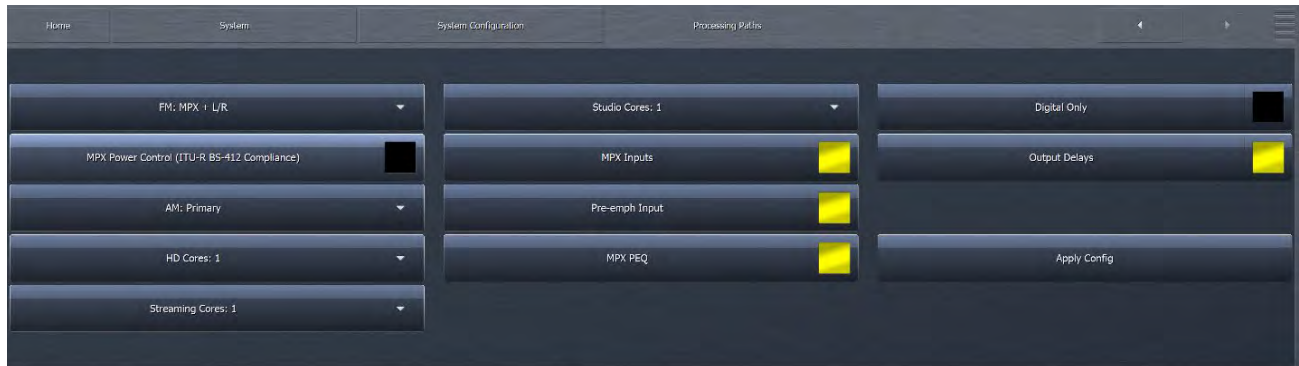 Home
System
System Configuration
Processing Paths
FM: MPX + L/R
MPX Power Control (ITU-R BS-412 Compliance)
AM: Primary
HD Cores: 1
Streaming Cores: 1
Studio Cores: 1
MPX Inputs
Pre-emph Input
MPX PEQ
Digital Only
Output Delays
Apply Config